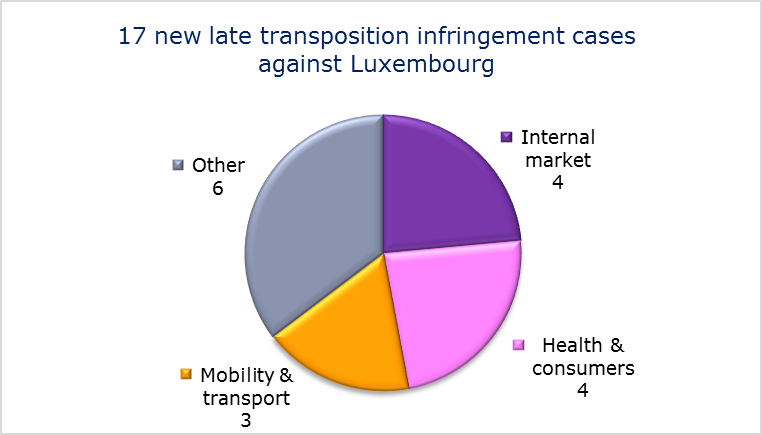 17 new late transposition infringement cases
against Luxembourg
Internal
market
4
Other
6
Health &
consumers
4
Mobility &
transport
3